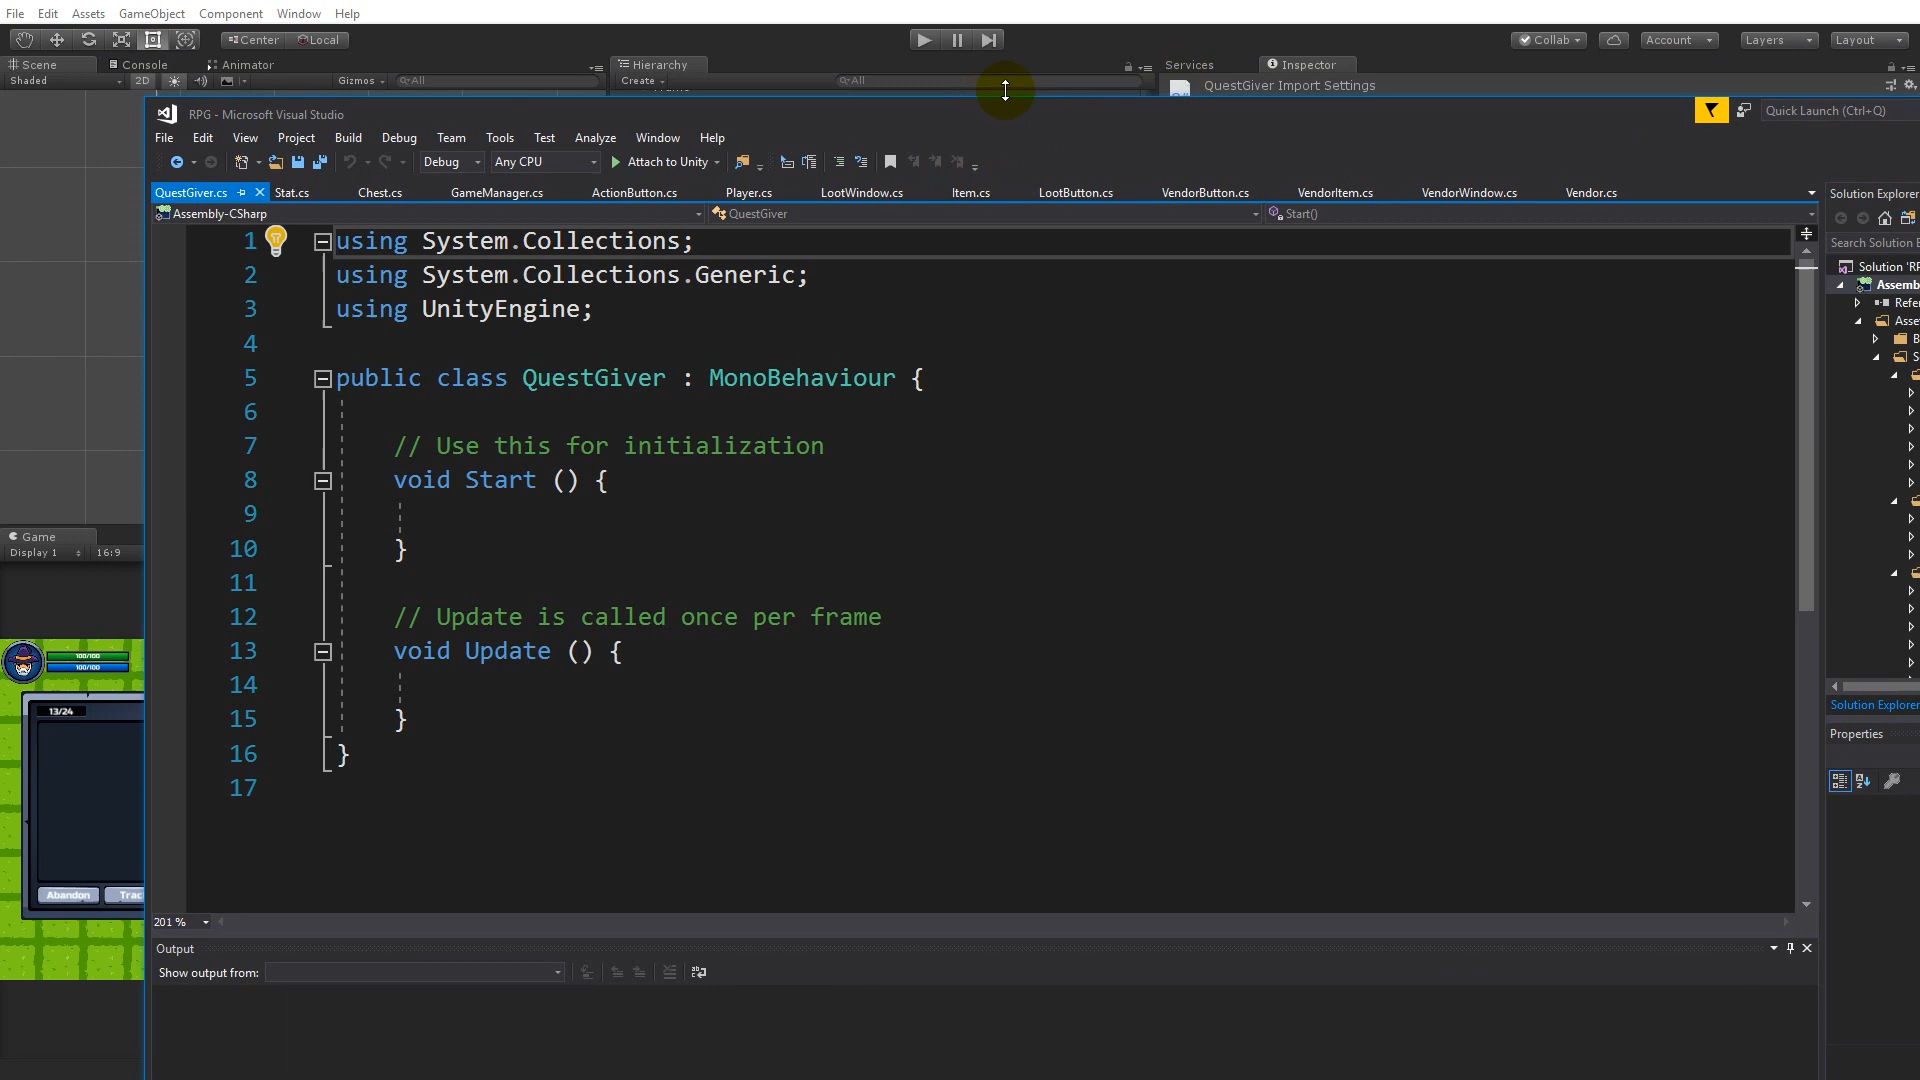 File Edit Assets GameObject Component Window Help
Center Local Collab Account Layers Layout
Scene Console Animator Hierarchy Services Inspector
Shaded 2D Gizmos All Create All QuestGiver Import Settings
RPG - Microsoft Visual Studio Quick Launch (Ctrl+Q)
File Edit View Project Build Debug Team Tools Test Analyze Window Help
Debug Any CPU Attach to Unity
QuestGiver.cs Stat.cs Chest.cs GameManager.cs ActionButton.cs Player.cs LootWindow.cs Item.cs LootButton.cs VendorButton.cs VendorItem.cs VendorWindow.cs Vendor.cs Solution Explorer
Assembly-CSharp QuestGiver Start()
Search Solution E
Solution 'RP
Assemb
Refer
Asse
B
S
1 using System.Collections;
2 using System.Collections.Generic;
3 using UnityEngine;
4
5 public class QuestGiver : MonoBehaviour {
6
7 // Use this for initialization
8 void Start () {
9
10 }
11
12 // Update is called once per frame
13 void Update () {
14
15 }
16 }
17
Game
Display 1 16:9
100/100
100/100
13/24
Abandon Trac
Solution Explorer
Properties
201 %
Output
Show output from: